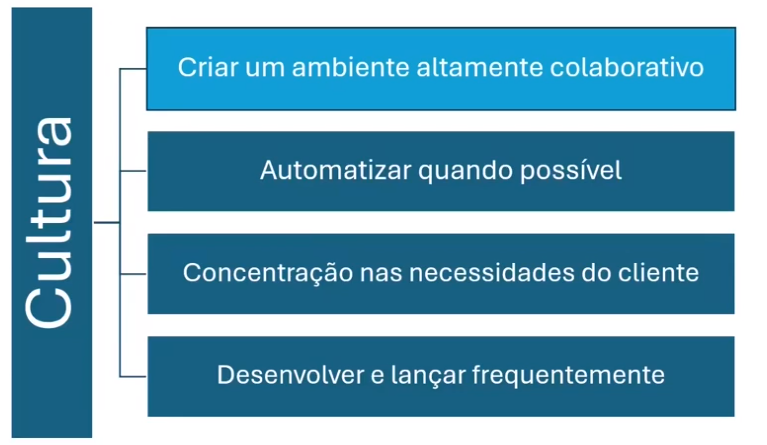 Cultura
Criar um ambiente altamente colaborativo
Automatizar quando possível
Concentração nas necessidades do cliente
Desenvolver e lançar frequentemente